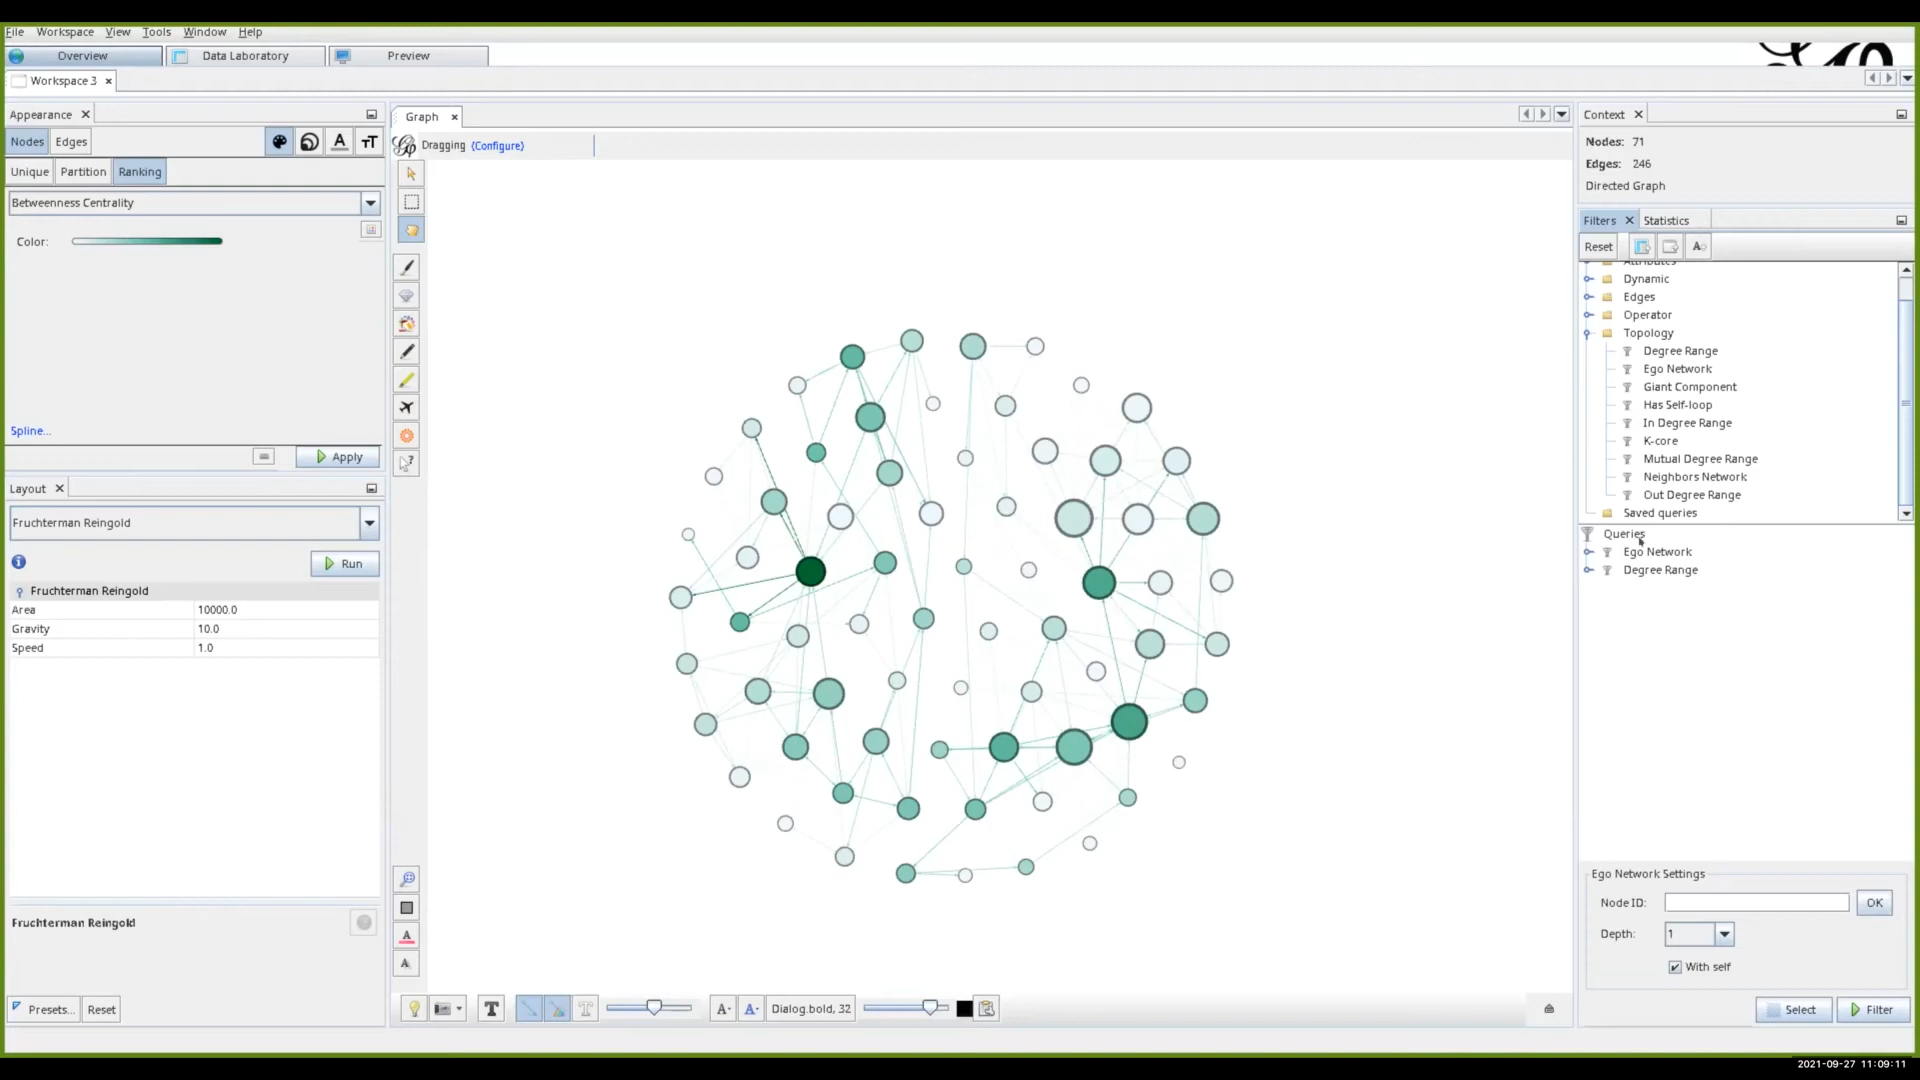 File Workspace View Tools Window Help
Overview Data Laboratory Preview
Workspace 3
Appearance
Nodes Edges
Unique Partition Ranking
Betweenness Centrality
Color:
Spline...
Apply
Layout
Fruchterman Reingold
Run
Fruchterman Reingold
Area 10000.0
Gravity 10.0
Speed 1.0
Fruchterman Reingold
Presets... Reset
Graph
Dragging (Configure)
Dialog.bold, 32
Context
Nodes: 71
Edges: 246
Directed Graph
Filters Statistics
Reset
Attributes
Dynamic
Edges
Operator
Topology
Degree Range
Ego Network
Giant Component
Has Self-loop
In Degree Range
K-core
Mutual Degree Range
Neighbors Network
Out Degree Range
Saved queries
Queries
Ego Network
Degree Range
Ego Network Settings
Node ID: OK
Depth: 1
With self
Select Filter
2021-09-27 11:09:11